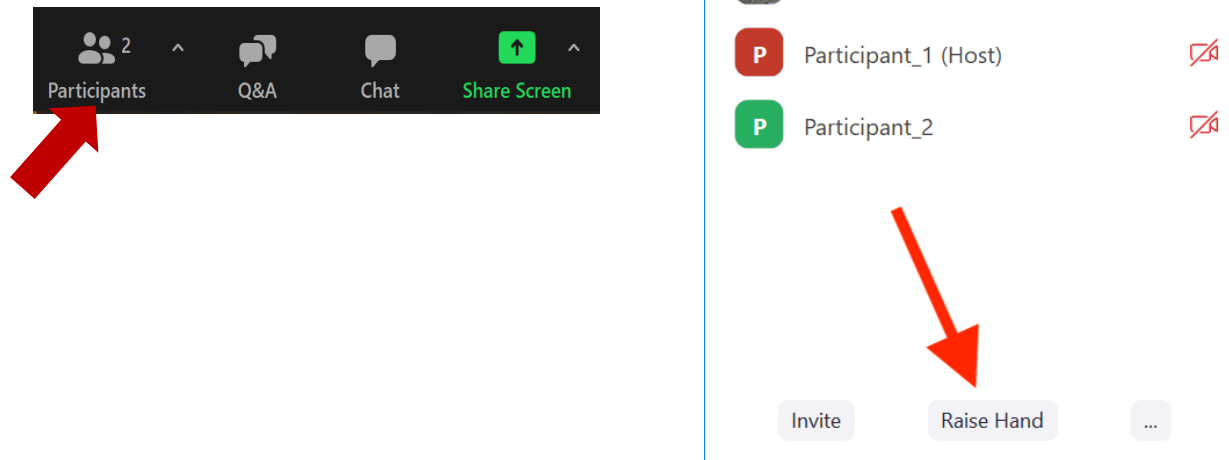 2
Participants
Q&A
Chat
Share Screen
P
Participant_1 (Host)
P
Participant_2
Invite
Raise Hand
...